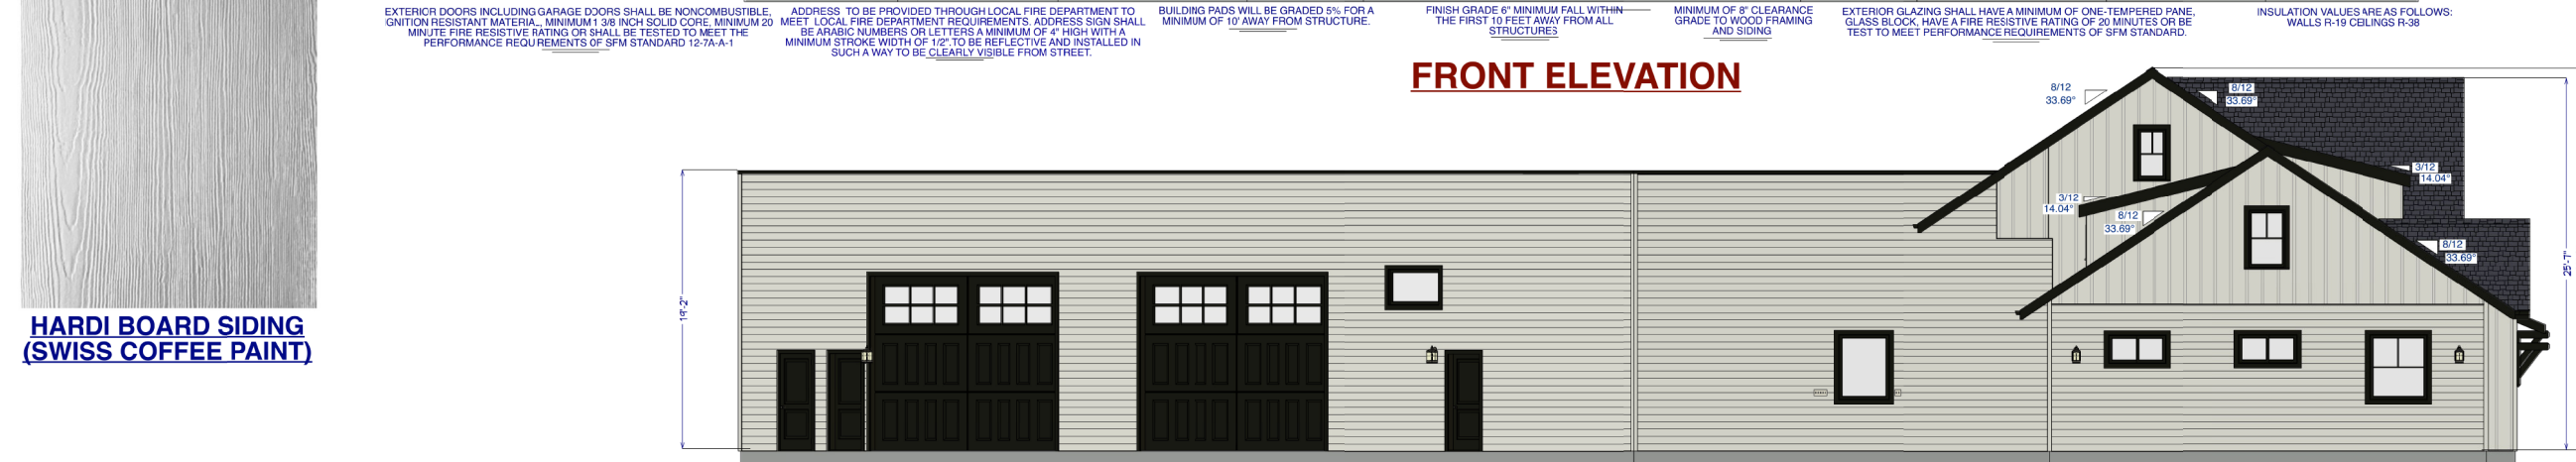 EXTERIOR DOORS INCLUDING GARAGE DOORS SHALL BE NONCOMBUSTIBLE,
IGNITION RESISTANT MATERIAL, MINIMUM 1 3/8 INCH SOLID CORE, MINIMUM 20
MINUTE FIRE RESISTIVE RATING OR SHALL BE TESTED TO MEET THE
PERFORMANCE REQUIREMENTS OF SFM STANDARD 12-7A-A-1
ADDRESS TO BE PROVIDED THROUGH LOCAL FIRE DEPARTMENT TO
MEET LOCAL FIRE DEPARTMENT REQUIREMENTS. ADDRESS SIGN SHALL
BE ARABIC NUMBERS OR LETTERS A MINIMUM OF 4" HIGH WITH A
MINIMUM STROKE WIDTH OF 1/2".TO BE REFLECTIVE AND INSTALLED IN
SUCH A WAY TO BE CLEARLY VISIBLE FROM STREET.
BUILDING PADS WILL BE GRADED 5% FOR A
MINIMUM OF 10' AWAY FROM STRUCTURE.
FINISH GRADE 6" MINIMUM FALL WITHIN
THE FIRST 10 FEET AWAY FROM ALL
STRUCTURES
MINIMUM OF 8" CLEARANCE
GRADE TO WOOD FRAMING
AND SIDING
EXTERIOR GLAZING SHALL HAVE A MINIMUM OF ONE-TEMPERED PANE,
GLASS BLOCK, HAVE A FIRE RESISTIVE RATING OF 20 MINUTES OR BE
TEST TO MEET PERFORMANCE REQUIREMENTS OF SFM STANDARD.
INSULATION VALUES ARE AS FOLLOWS:
WALLS R-19 CEILINGS R-38
FRONT ELEVATION
8/12
33.69°
8/12
33.69°
3/12
14.04°
3/12
14.04°
8/12
33.69°
8/12
33.69°
25'-7"
19'-2"
HARDI BOARD SIDING
(SWISS COFFEE PAINT)